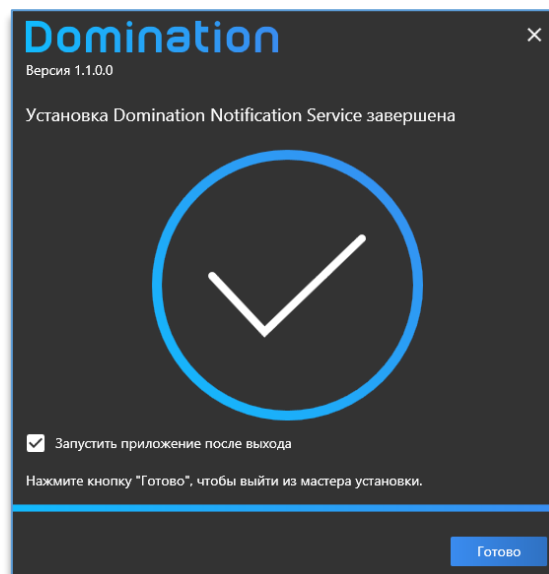 Domination
Версия 1.1.0.0
Установка Domination Notification Service завершена
Запустить приложение после выхода
Нажмите кнопку "Готово", чтобы выйти из мастера установки.
Готово